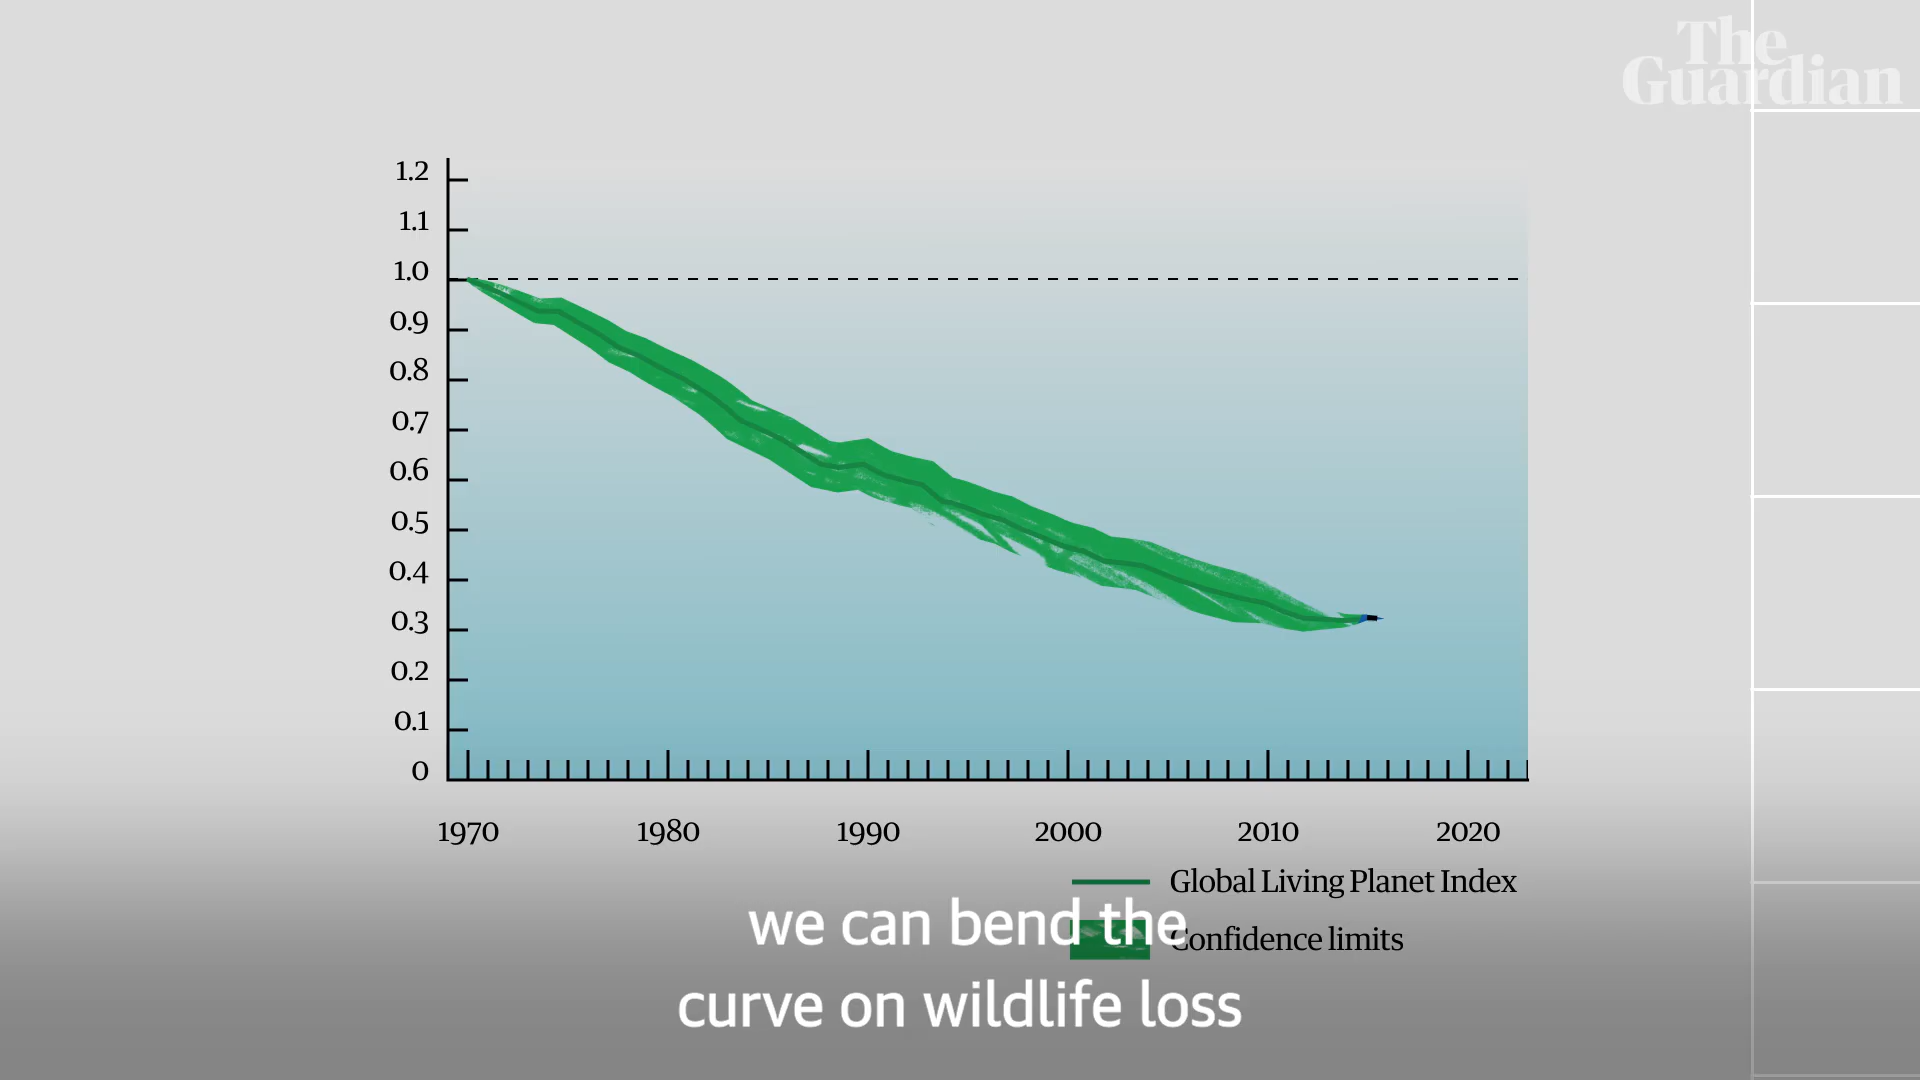 The
Guardian
1.2
1.1
1.0
0.9
0.8
0.7
0.6
0.5
0.4
0.3
0.2
0.1
0
1970 1980 1990 2000 2010 2020
Global Living Planet Index
Confidence limits
we can bend the
curve on wildlife loss